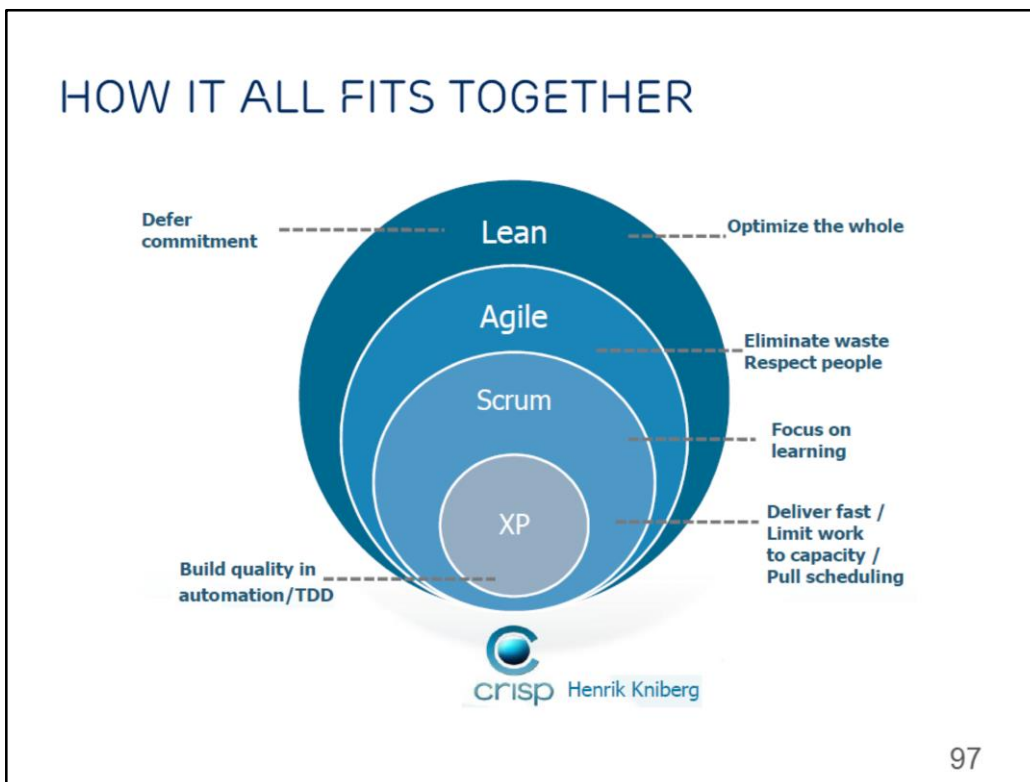 HOW IT ALL FITS TOGETHER
Defer
commitment
Lean
Optimize the whole
Agile
Eliminate waste
Respect people
Scrum
Focus on
learning
XP
Deliver fast /
Limit work
to capacity /
Pull scheduling
Build quality in
automation/TDD
crisp Henrik Kniberg
97